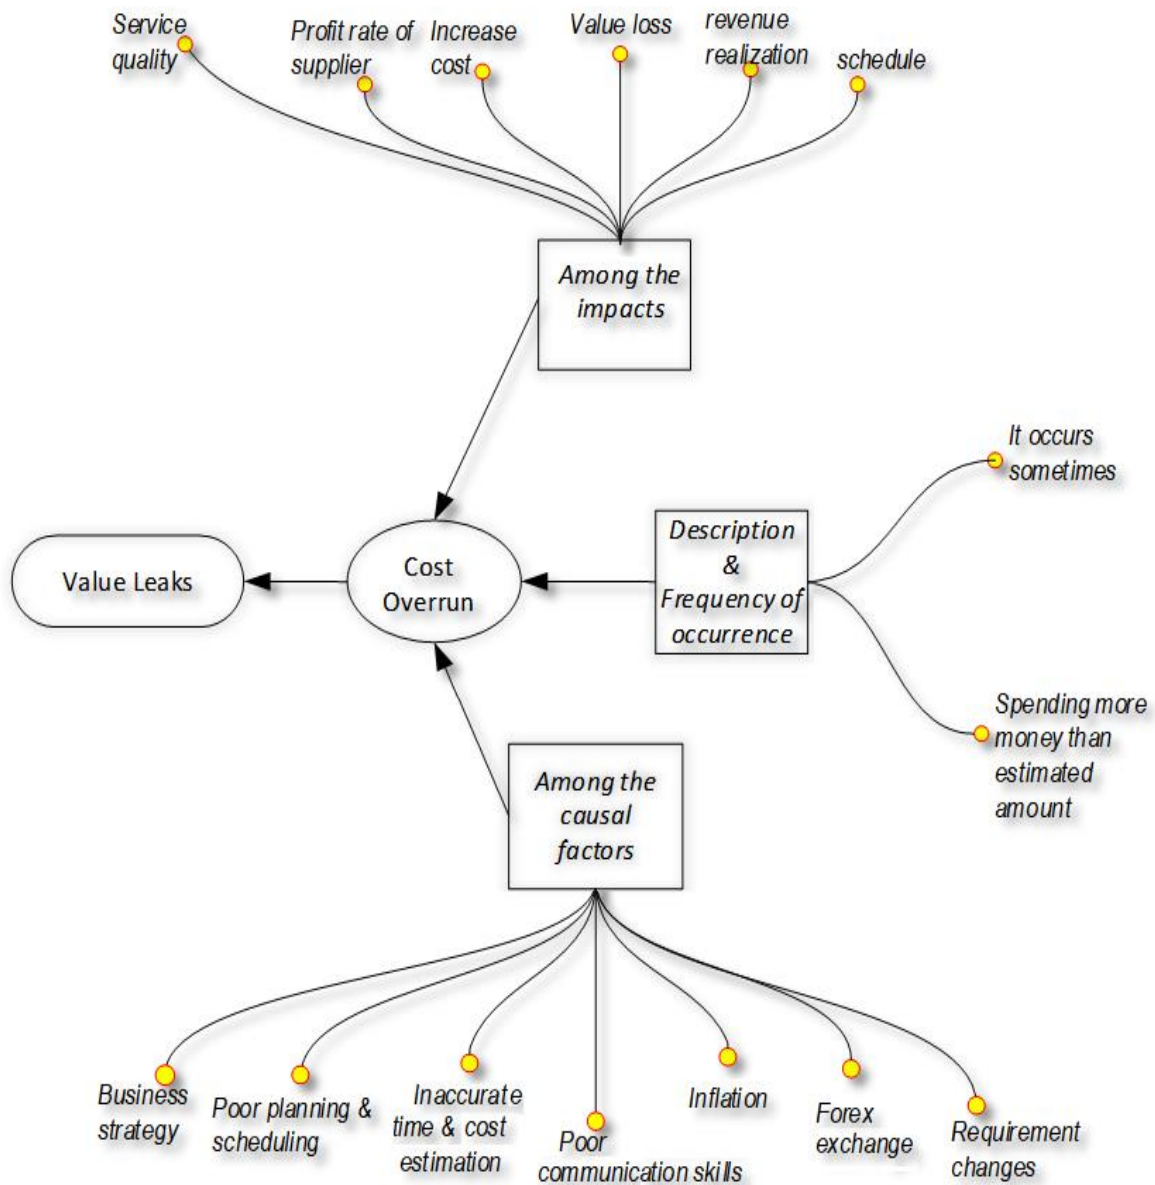 Service
quality
Profit rate of
supplier
Increase
cost
Value loss
revenue
realization
schedule
Among the
impacts
It occurs
sometimes
Description
&
Frequency of
occurrence
Cost
Overrun
Value Leaks
Spending more
money than
estimated
amount
Among the
causal
factors
Business
strategy
Poor planning &
scheduling
Inaccurate
time & cost
estimation
Poor
communication skills
Inflation
Forex
exchange
Requirement
changes